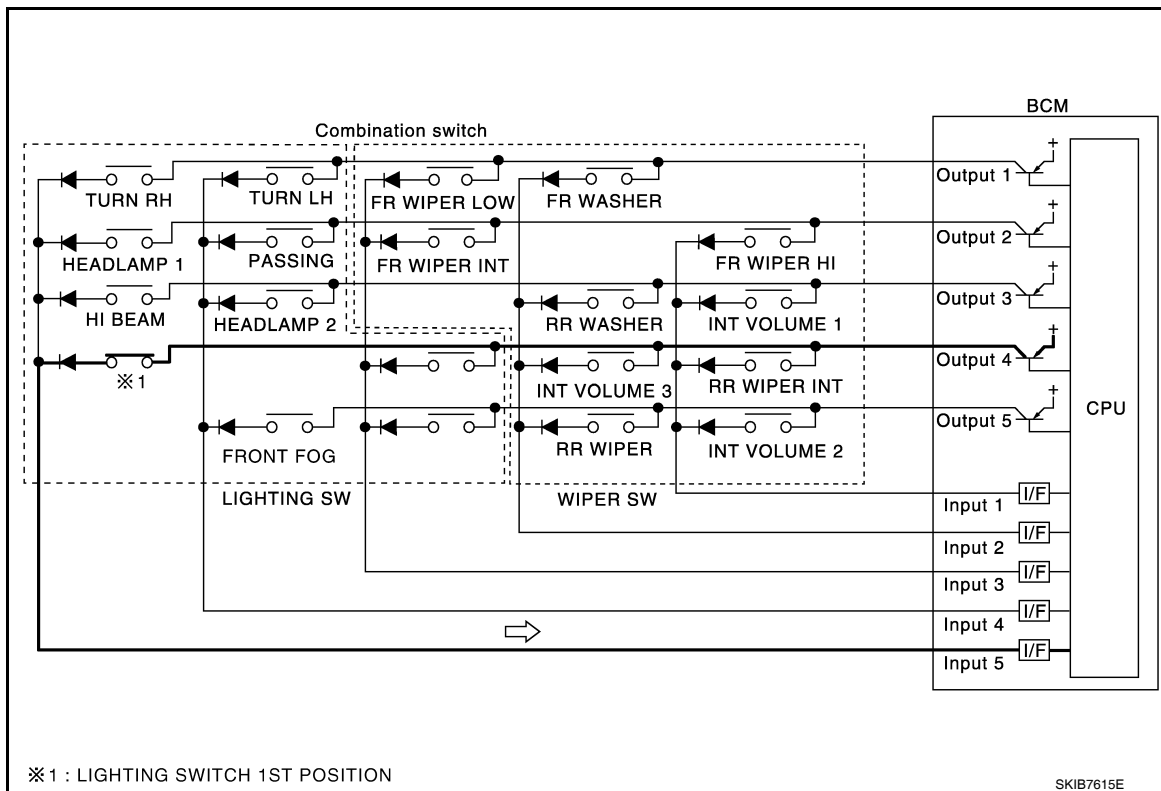 BCM
Combination switch
+
Output 1
TURN RH
TURN LH
FR WIPER LOW
FR WASHER
+
Output 2
HEADLAMP 1
PASSING
FR WIPER INT
FR WIPER HI
+
Output 3
HI BEAM
HEADLAMP 2
RR WASHER
INT VOLUME 1
+
Output 4
※1
INT VOLUME 3
RR WIPER INT
+
CPU
Output 5
FRONT FOG
RR WIPER
INT VOLUME 2
LIGHTING SW
WIPER SW
I/F
Input 1
I/F
Input 2
I/F
Input 3
I/F
Input 4
I/F
Input 5
※1 : LIGHTING SWITCH 1ST POSITION
SKIB7615E